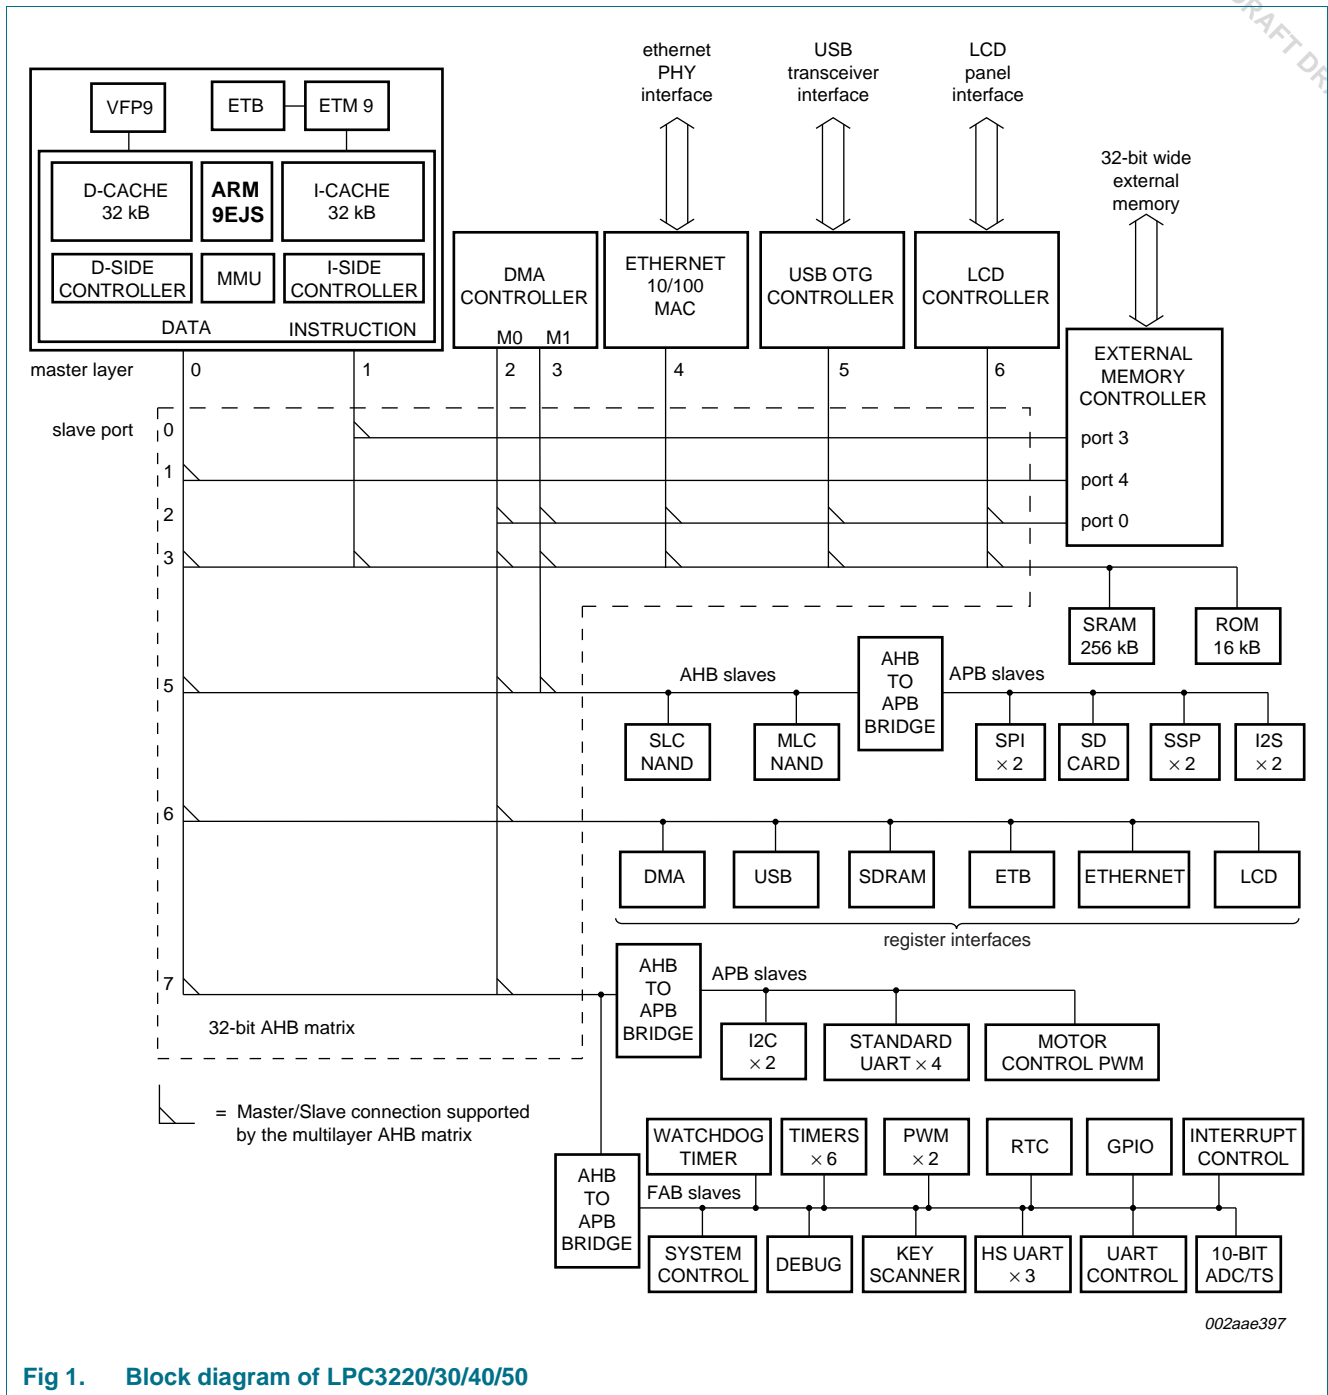 DRAFT DRA
ethernet
PHY
interface
USB
transceiver
interface
LCD
panel
interface
32-bit wide
external
memory
VFP9
ETB
ETM 9
D-CACHE
32 kB
ARM
9EJS
I-CACHE
32 kB
D-SIDE
CONTROLLER
MMU
I-SIDE
CONTROLLER
DATA
INSTRUCTION
DMA
CONTROLLER
M0
M1
ETHERNET
10/100
MAC
USB OTG
CONTROLLER
LCD
CONTROLLER
EXTERNAL
MEMORY
CONTROLLER
port 3
port 4
port 0
master layer
0
1
2
3
4
5
6
slave port
0
1
2
3
5
6
7
SRAM
256 kB
ROM
16 kB
AHB slaves
AHB
TO
APB
BRIDGE
APB slaves
SLC
NAND
MLC
NAND
SPI
× 2
SD
CARD
SSP
× 2
I2S
× 2
DMA
USB
SDRAM
ETB
ETHERNET
LCD
register interfaces
AHB
TO
APB
BRIDGE
APB slaves
I2C
× 2
STANDARD
UART × 4
MOTOR
CONTROL PWM
32-bit AHB matrix
= Master/Slave connection supported
by the multilayer AHB matrix
AHB
TO
APB
BRIDGE
FAB slaves
WATCHDOG
TIMER
TIMERS
× 6
PWM
× 2
RTC
GPIO
INTERRUPT
CONTROL
SYSTEM
CONTROL
DEBUG
KEY
SCANNER
HS UART
× 3
UART
CONTROL
10-BIT
ADC/TS
002aae397
Fig 1. Block diagram of LPC3220/30/40/50